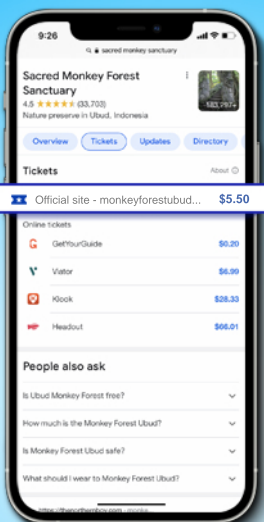 9:26
sacred monkey sanctuary
Sacred Monkey Forest
Sanctuary
4.5 (33,703)
Nature preserve in Ubud, Indonesia
Overview
Tickets
Updates
Directory
Tickets
About
Official site - monkeyforestubud... $5.50
Online tickets
GetYourGuide
Viator $6.99
Klook $28.33
Headout $66.01
People also ask
Is Ubud Monkey Forest free?
How much is the Monkey Forest Ubud?
Is Monkey Forest Ubud safe?
What should I wear to Monkey Forest Ubud?